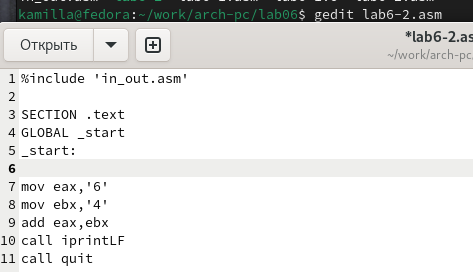 kamilla@fedora:~/work/arch-pc/lab06$ gedit lab6-2.asm
Открыть
*lab6-2.as
~/work/arch-pc
1 %include 'in_out.asm'
2
3 SECTION .text
4 GLOBAL _start
5 _start:
6
7 mov eax,'6'
8 mov ebx,'4'
9 add eax,ebx
10 call iprintLF
11 call quit